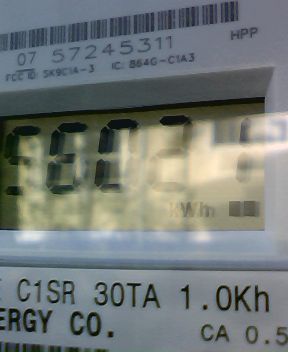 07 57245311 HPP
FCC ID: SK9C1A-3 IC: 864G-C1A3
56021
kWh
C1SR 30TA 1.0Kh
ERGY CO. CA 0.5